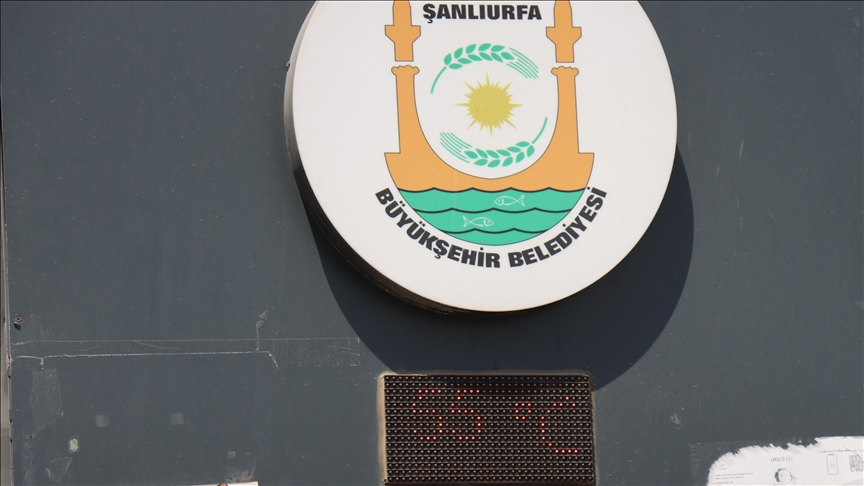 ŞANLIURFA
BÜYÜKŞEHİR BELEDİYESİ
55 °C